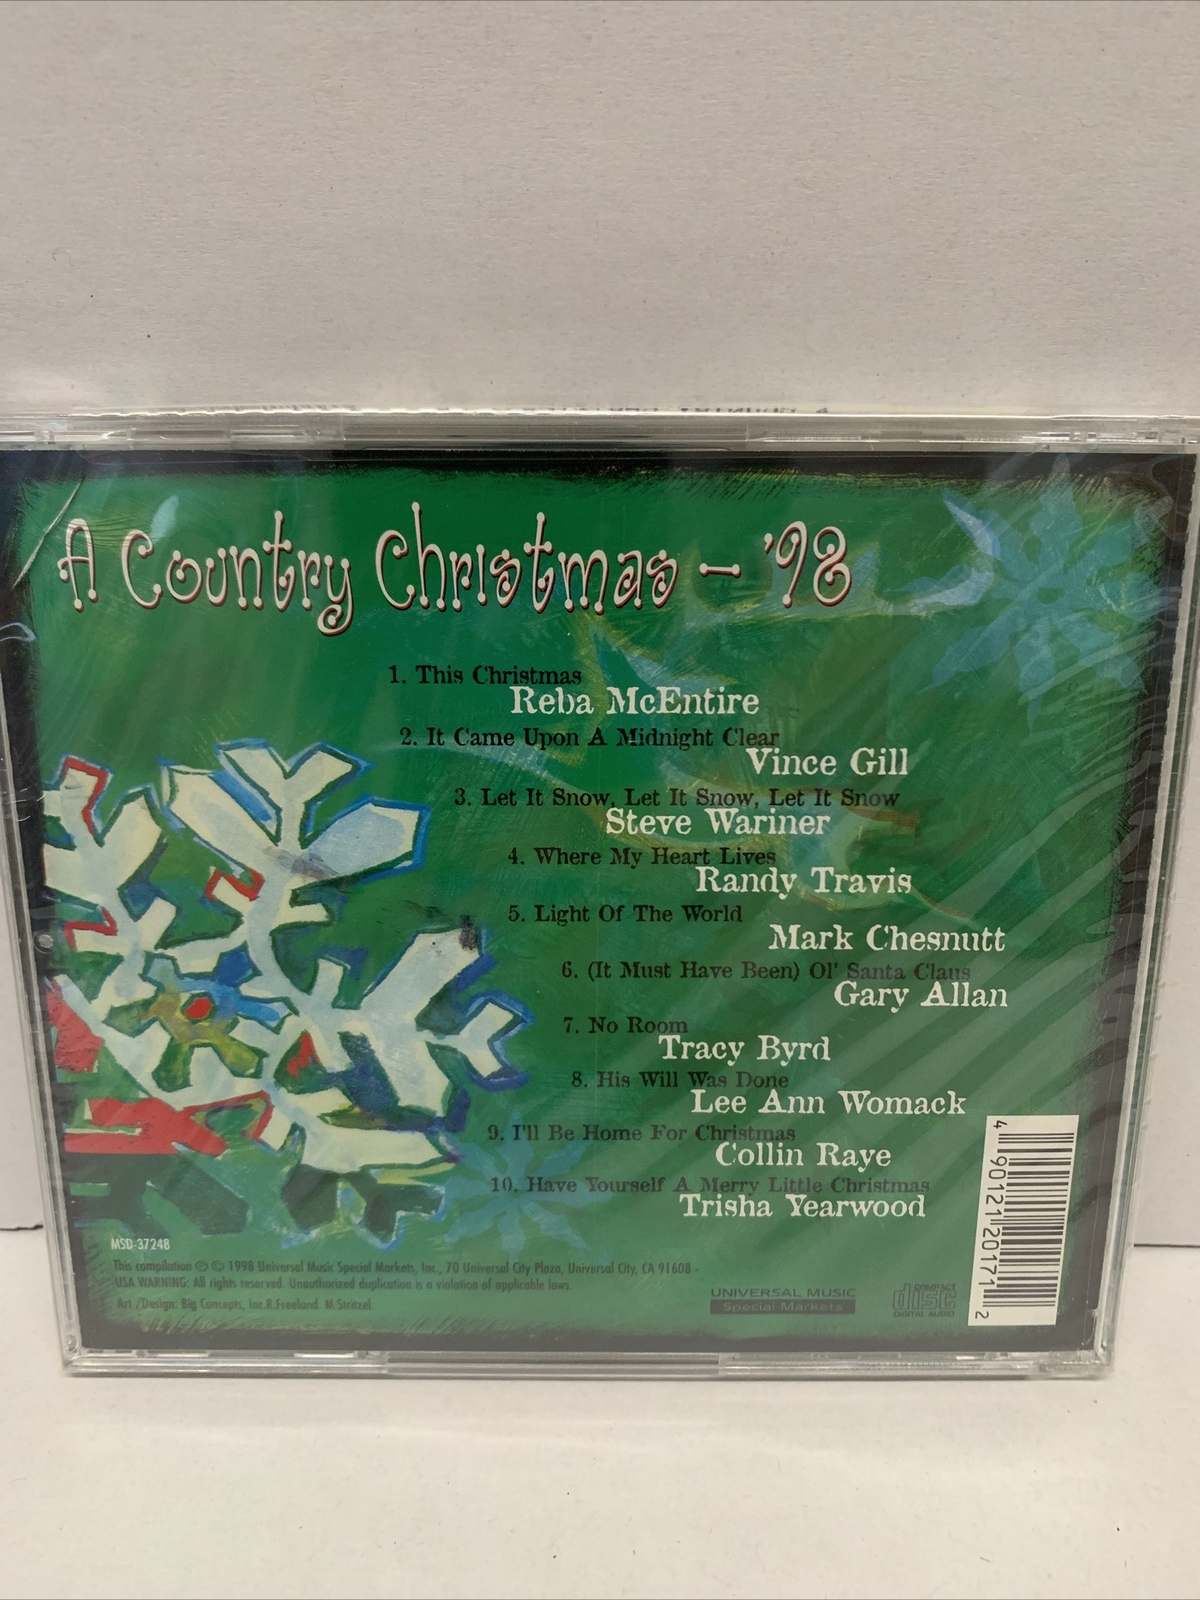 A Country Christmas – '98
1. This Christmas
Reba McEntire
2. It Came Upon A Midnight Clear
Vince Gill
3. Let It Snow, Let It Snow, Let It Snow
Steve Wariner
4. Where My Heart Lives
Randy Travis
5. Light Of The World
Mark Chesnutt
6. (It Must Have Been) Ol' Santa Claus
Gary Allan
7. No Room
Tracy Byrd
8. His Will Was Done
Lee Ann Womack
9. I'll Be Home For Christmas
Collin Raye
10. Have Yourself A Merry Little Christmas
Trisha Yearwood
MSD-37248
This compilation ℗ © 1998 Universal Music Special Markets, Inc., 70 Universal City Plaza, Universal City, CA 91608 -
USA WARNING: All rights reserved. Unauthorized duplication is a violation of applicable laws.
Art /Design: Big Concepts, Inc.R.Freeland. M.Stritzel.
UNIVERSAL MUSIC
Special Markets
COMPACT
disc
DIGITAL AUDIO
4 90121 20171 2